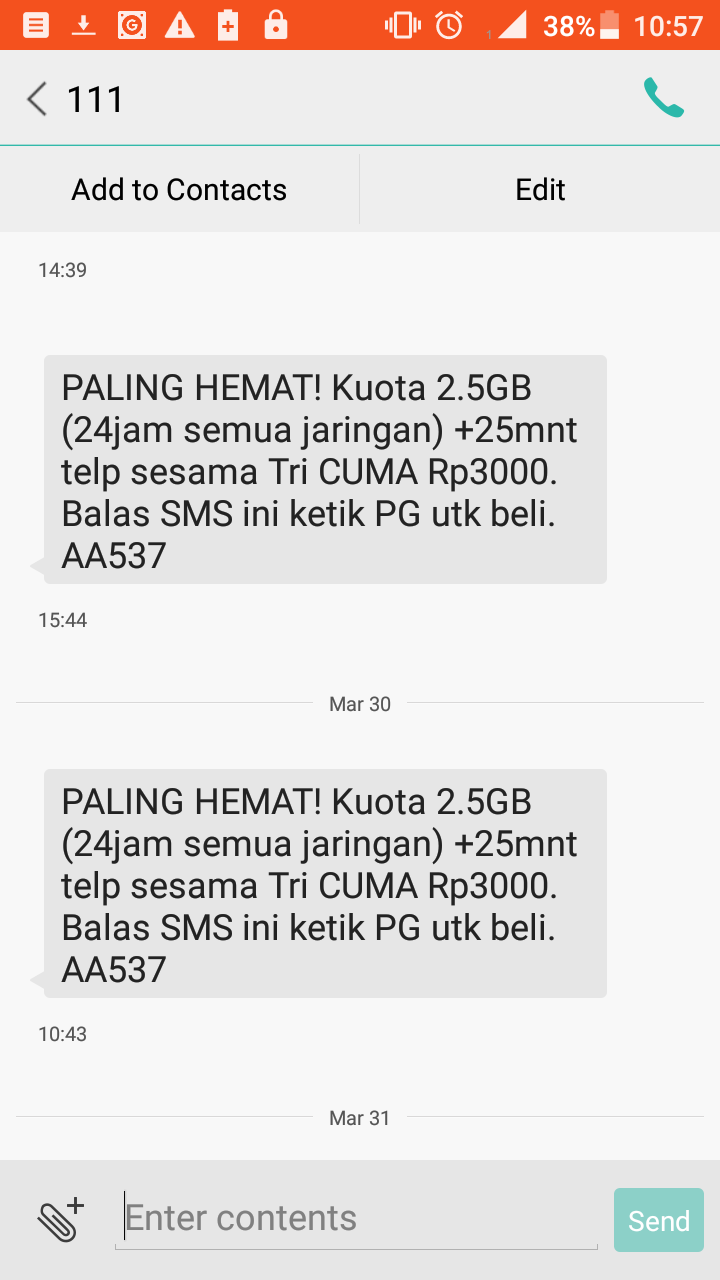 38% 10:57
111
Add to Contacts Edit
14:39
PALING HEMAT! Kuota 2.5GB
(24jam semua jaringan) +25mnt
telp sesama Tri CUMA Rp3000.
Balas SMS ini ketik PG utk beli.
AA537
15:44
Mar 30
PALING HEMAT! Kuota 2.5GB
(24jam semua jaringan) +25mnt
telp sesama Tri CUMA Rp3000.
Balas SMS ini ketik PG utk beli.
AA537
10:43
Mar 31
Enter contents Send